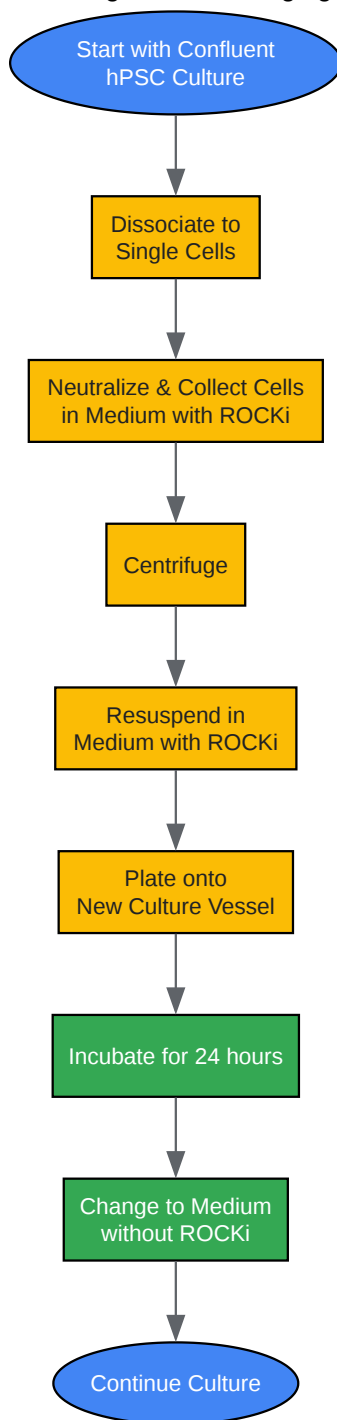 Start with Confluent
hPSC Culture
Dissociate to
Single Cells
Neutralize & Collect Cells
in Medium with ROCKi
Centrifuge
Resuspend in
Medium with ROCKi
Plate onto
New Culture Vessel
Incubate for 24 hours
Change to Medium
without ROCKi
Continue Culture